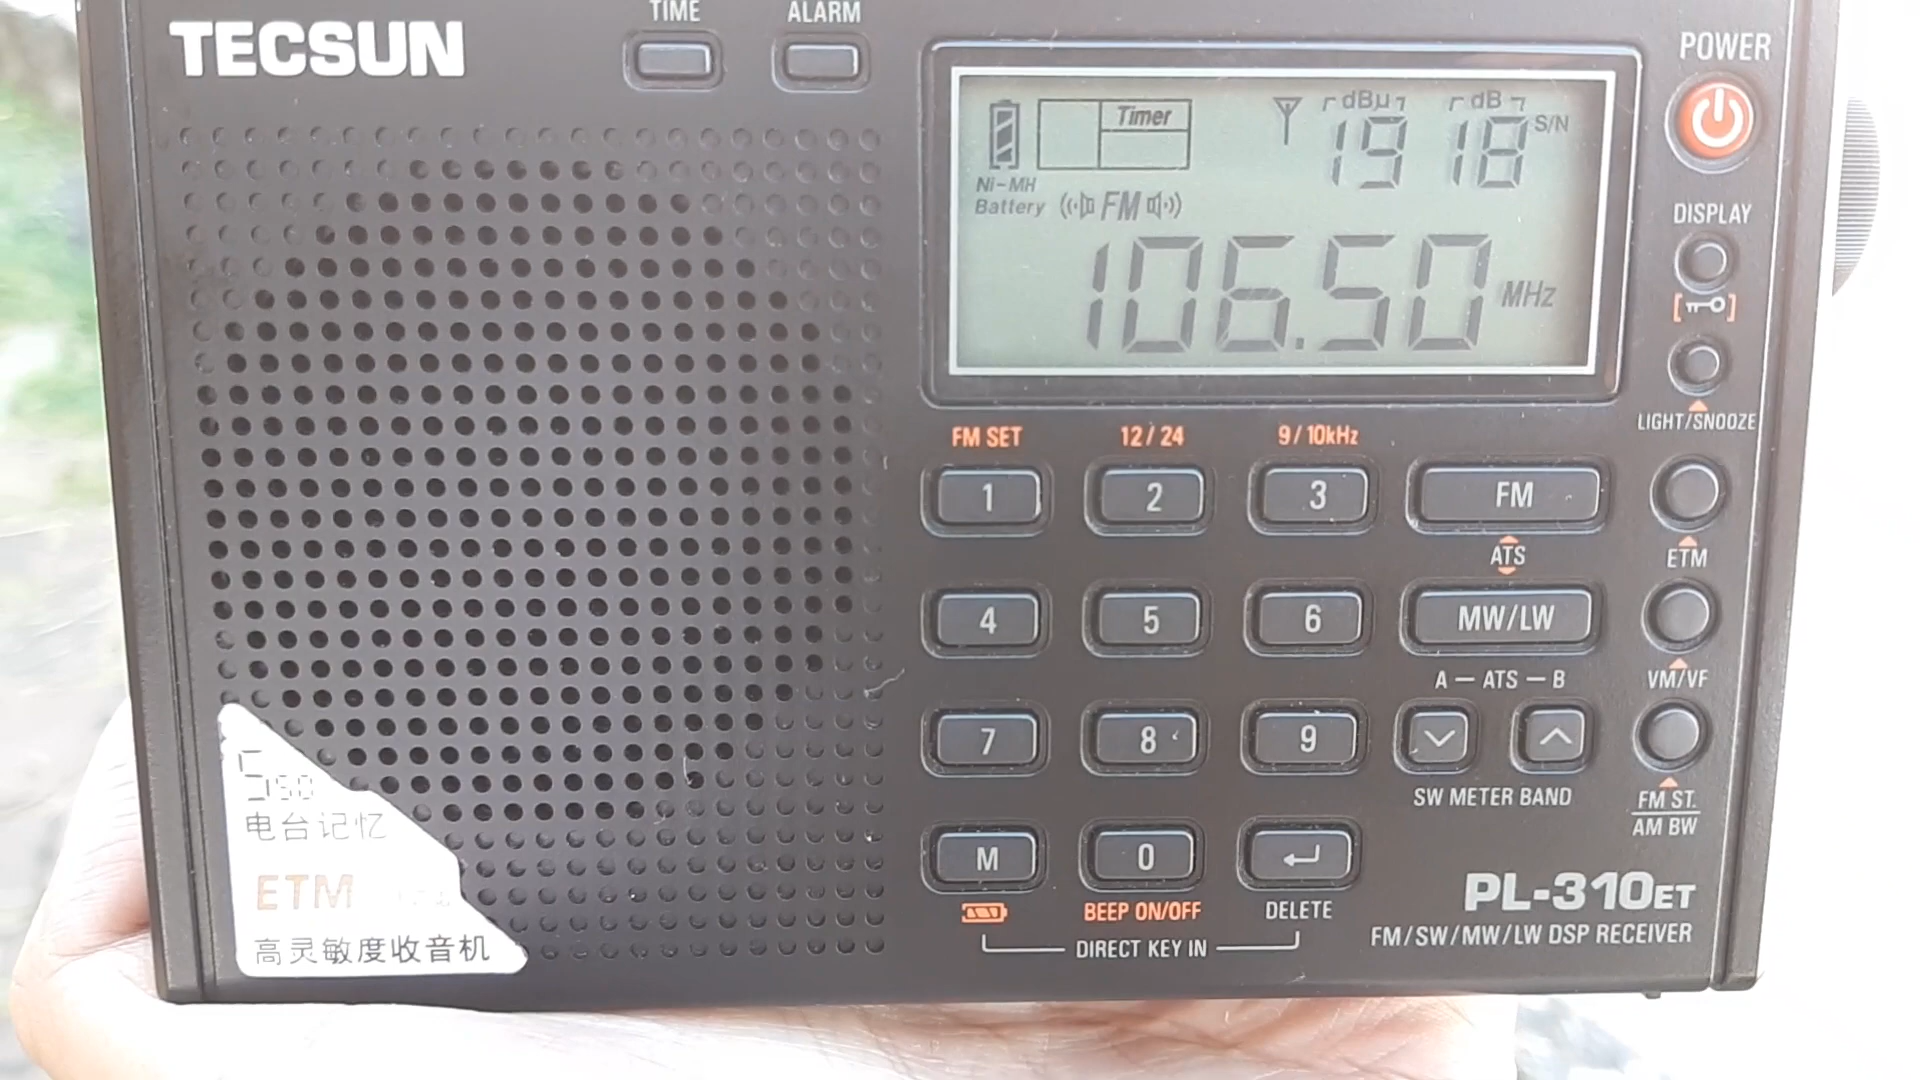 TECSUN
TIME
ALARM
POWER
Timer
dBµ
dB
19
18
S/N
Ni-MH
Battery
FM
106.50
MHz
DISPLAY
LIGHT/SNOOZE
FM SET
12/24
9/10kHz
1
2
3
FM
ATS
ETM
4
5
6
MW/LW
A — ATS — B
VM/VF
7
8
9
SW METER BAND
FM ST.
AM BW
M
0
BEEP ON/OFF
DELETE
DIRECT KEY IN
PL-310ET
FM/SW/MW/LW DSP RECEIVER
电台记忆
ETM
高灵敏度收音机